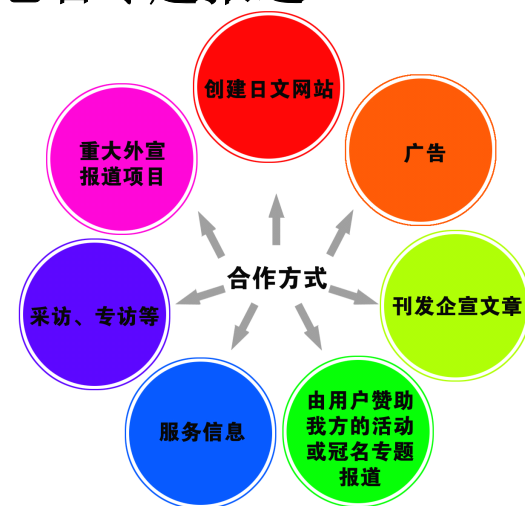 创建日文网站
广告
刊发企宣文章
由用户赞助
我方的活动
或冠名专题
报道
服务信息
采访、专访等
重大外宣
报道项目
合作方式